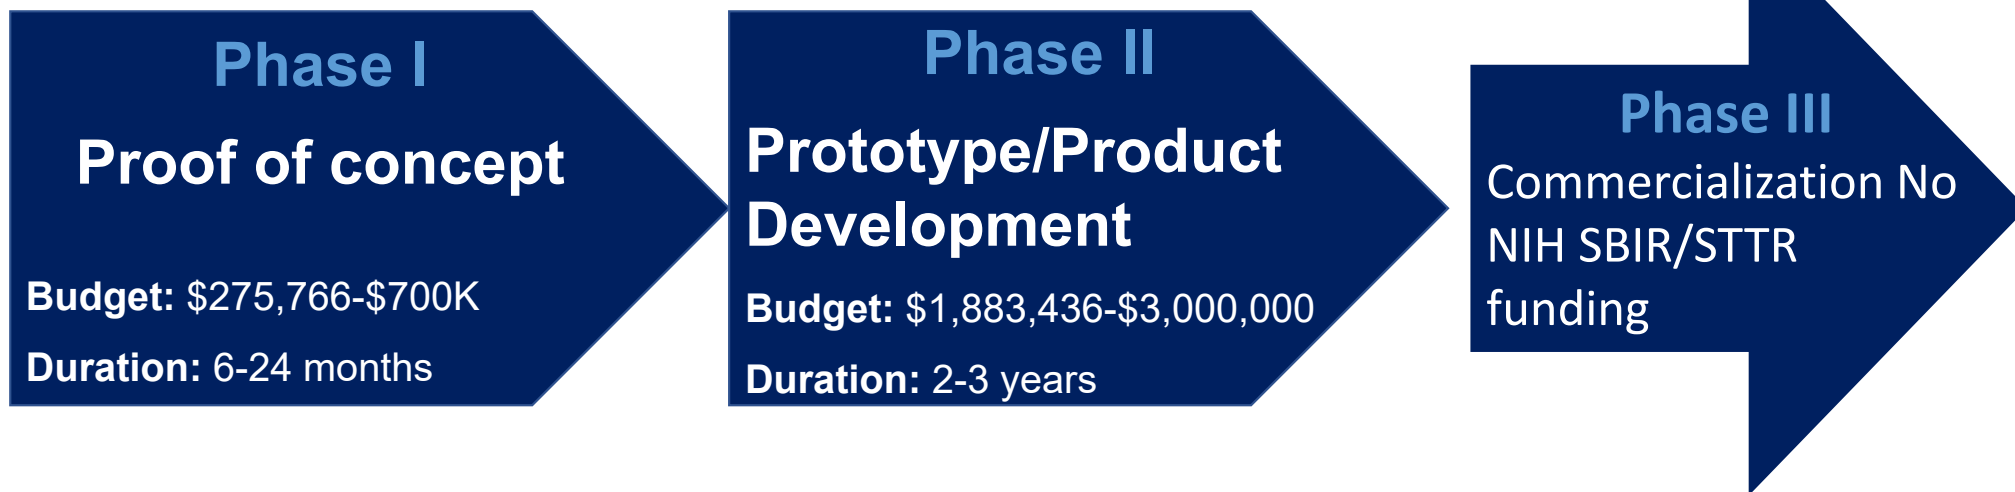 Phase I
Proof of concept
Budget: $275,766-$700K
Duration: 6-24 months
Phase II
Prototype/Product
Development
Budget: $1,883,436-$3,000,000
Duration: 2-3 years
Phase III
Commercialization No
NIH SBIR/STTR
funding